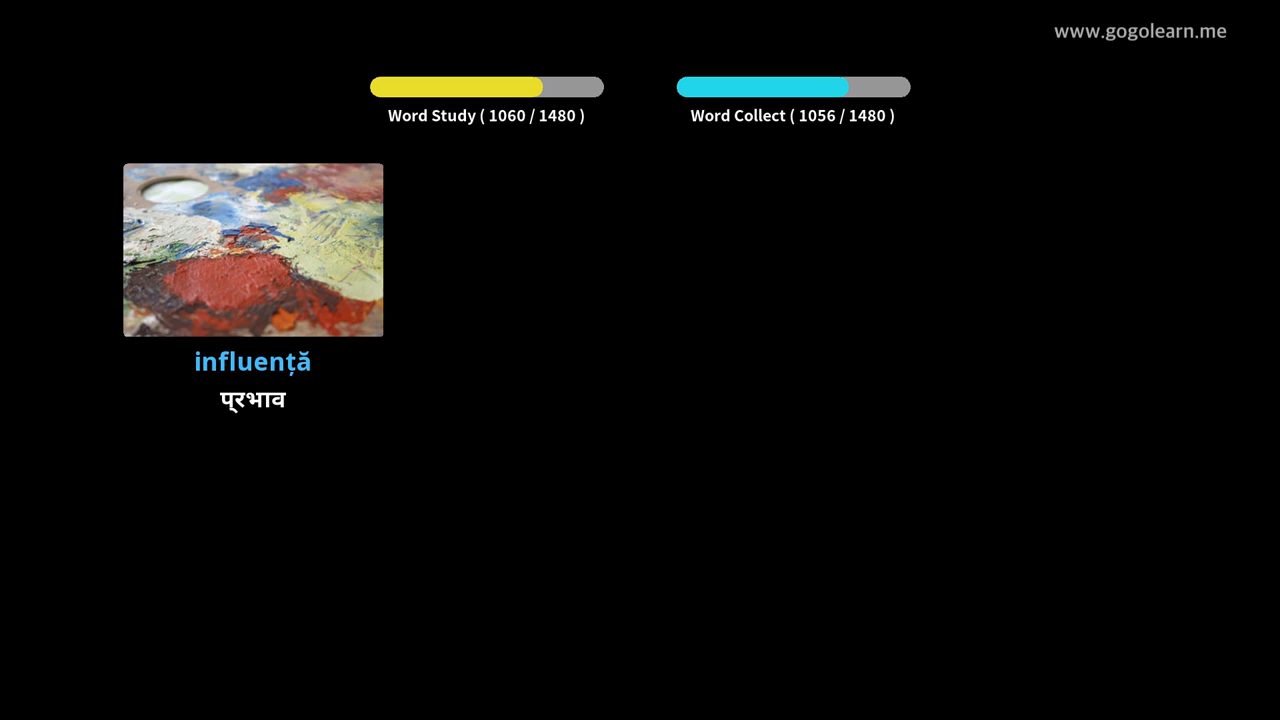 www.gogolearn.me
Word Study ( 1060 / 1480 )
Word Collect ( 1056 / 1480 )
influență
प्रभाव